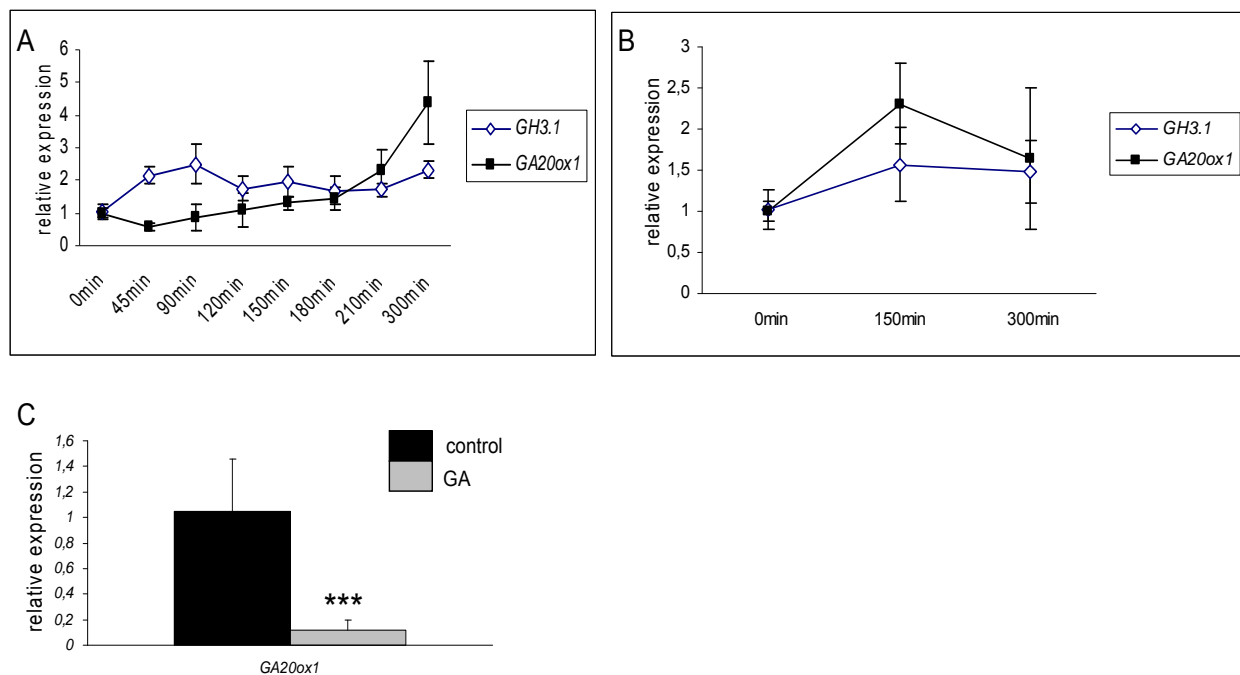 A
relative expression
6
5
4
3
2
1
0
0min
45min
90min
120min
150min
180min
210min
300min
GH3.1
GA20ox1
B
relative expression
3
2,5
2
1,5
1
0,5
0
0min
150min
300min
GH3.1
GA20ox1
C
relative expression
1,6
1,4
1,2
1
0,8
0,6
0,4
0,2
0
***
GA20ox1
control
GA